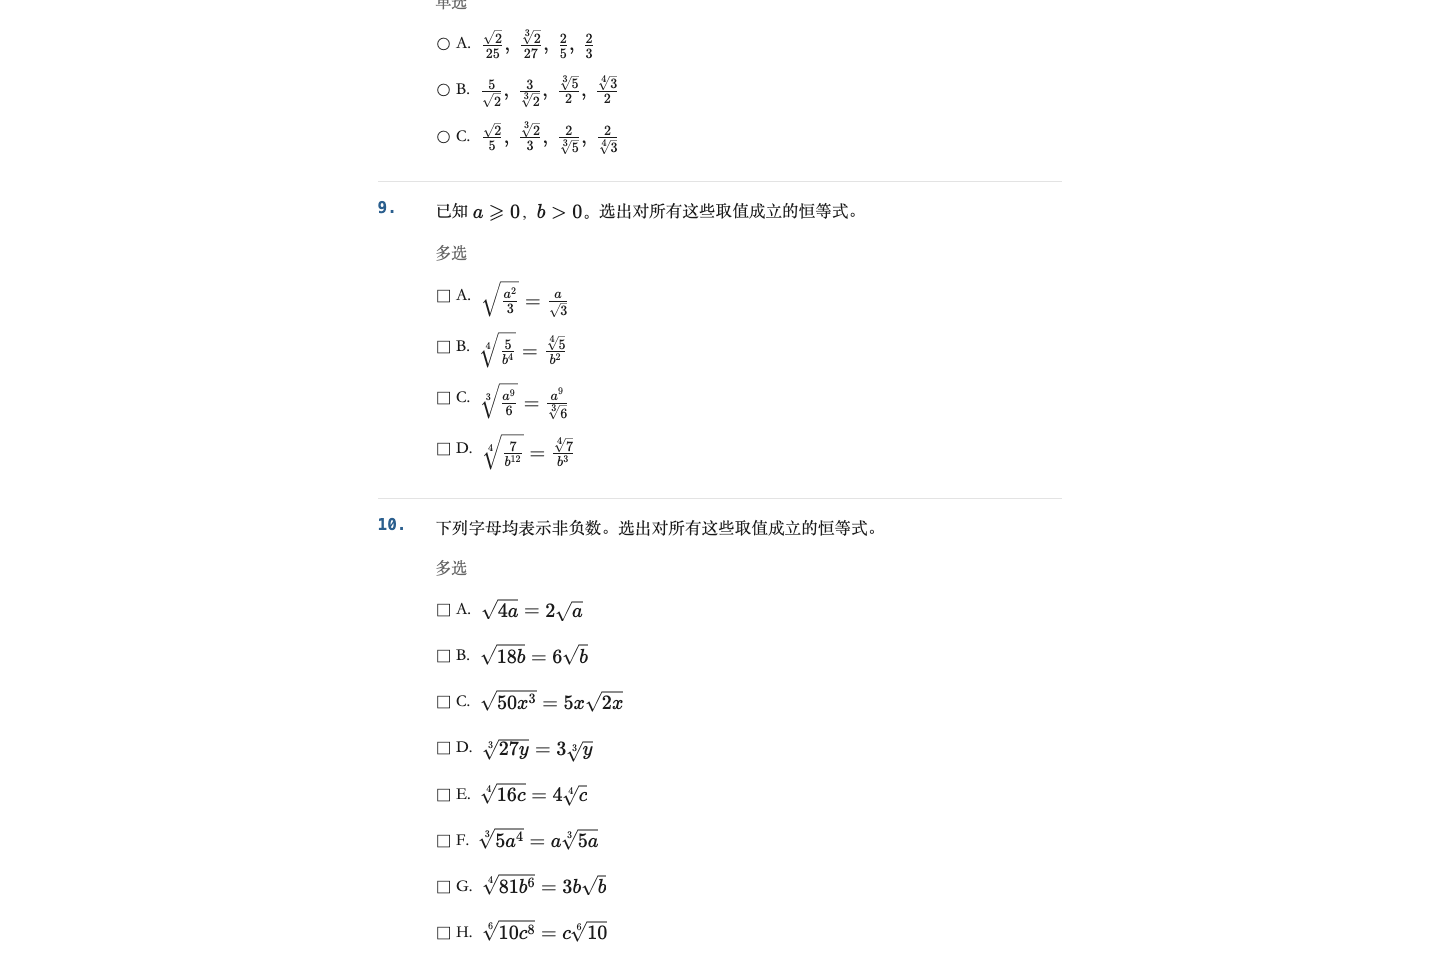 单选
A. √2/25, ∛2/27, 2/5, 2/3
B. 5/√2, 3/∛2, ∛5/2, ∜3/2
C. √2/5, ∛2/3, 2/∛5, 2/∜3
9. 已知 a ⩾ 0, b > 0。选出对所有这些取值成立的恒等式。
多选
A. √(a²/3) = a/√3
B. ∜(5/b⁴) = ∜5/b²
C. ∛(a⁹/6) = a⁹/∛6
D. ∜(7/b¹²) = ∜7/b³
10. 下列字母均表示非负数。选出对所有这些取值成立的恒等式。
多选
A. √(4a) = 2√a
B. √(18b) = 6√b
C. √(50x³) = 5x√(2x)
D. ∛(27y) = 3∛y
E. ∜(16c) = 4∜c
F. ∛(5a⁴) = a∛(5a)
G. ∜(81b⁶) = 3b√b
H. ⁶√(10c⁸) = c⁶√10